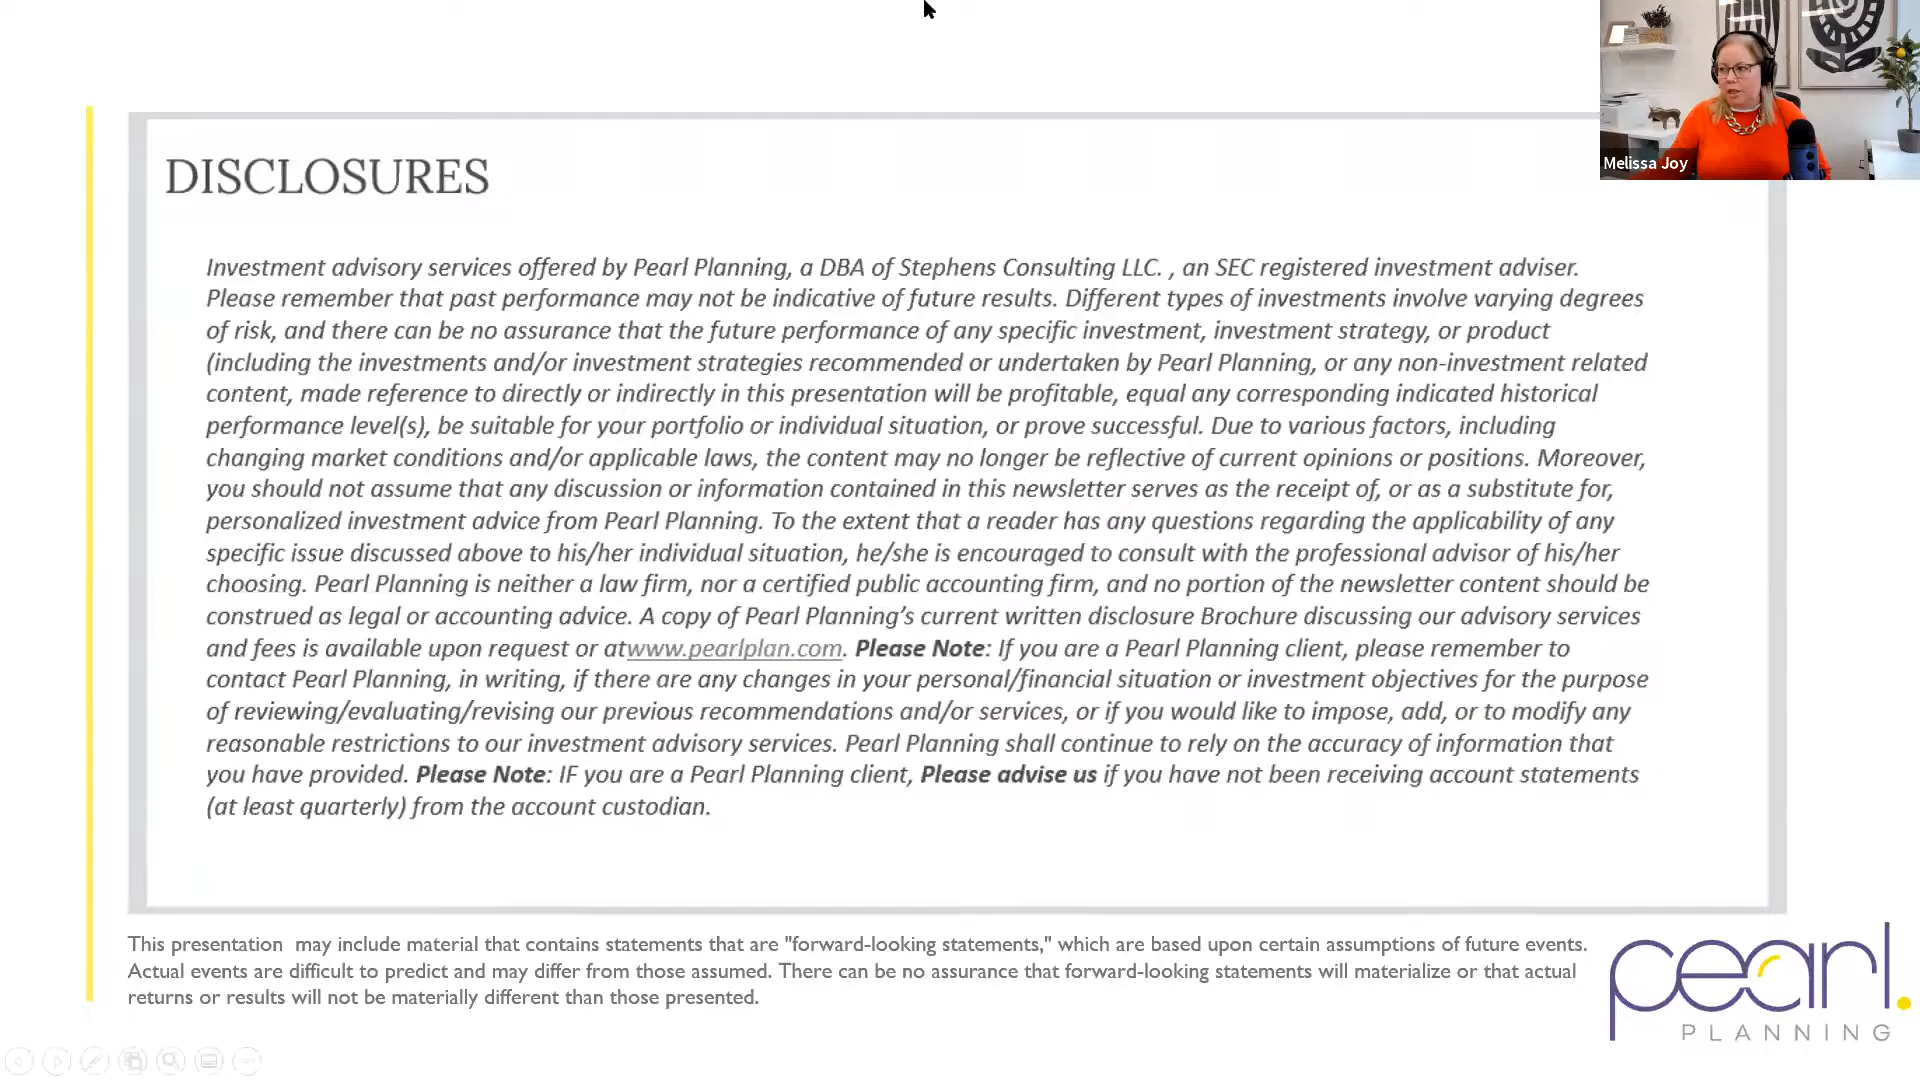 Melissa Joy
DISCLOSURES
Investment advisory services offered by Pearl Planning, a DBA of Stephens Consulting LLC. , an SEC registered investment adviser.
Please remember that past performance may not be indicative of future results. Different types of investments involve varying degrees
of risk, and there can be no assurance that the future performance of any specific investment, investment strategy, or product
(including the investments and/or investment strategies recommended or undertaken by Pearl Planning, or any non-investment related
content, made reference to directly or indirectly in this presentation will be profitable, equal any corresponding indicated historical
performance level(s), be suitable for your portfolio or individual situation, or prove successful. Due to various factors, including
changing market conditions and/or applicable laws, the content may no longer be reflective of current opinions or positions. Moreover,
you should not assume that any discussion or information contained in this newsletter serves as the receipt of, or as a substitute for,
personalized investment advice from Pearl Planning. To the extent that a reader has any questions regarding the applicability of any
specific issue discussed above to his/her individual situation, he/she is encouraged to consult with the professional advisor of his/her
choosing. Pearl Planning is neither a law firm, nor a certified public accounting firm, and no portion of the newsletter content should be
construed as legal or accounting advice. A copy of Pearl Planning’s current written disclosure Brochure discussing our advisory services
and fees is available upon request or atwww.pearlplan.com. Please Note: If you are a Pearl Planning client, please remember to
contact Pearl Planning, in writing, if there are any changes in your personal/financial situation or investment objectives for the purpose
of reviewing/evaluating/revising our previous recommendations and/or services, or if you would like to impose, add, or to modify any
reasonable restrictions to our investment advisory services. Pearl Planning shall continue to rely on the accuracy of information that
you have provided. Please Note: IF you are a Pearl Planning client, Please advise us if you have not been receiving account statements
(at least quarterly) from the account custodian.
This presentation  may include material that contains statements that are "forward-looking statements," which are based upon certain assumptions of future events.
Actual events are difficult to predict and may differ from those assumed. There can be no assurance that forward-looking statements will materialize or that actual
returns or results will not be materially different than those presented.
pearl.
PLANNING